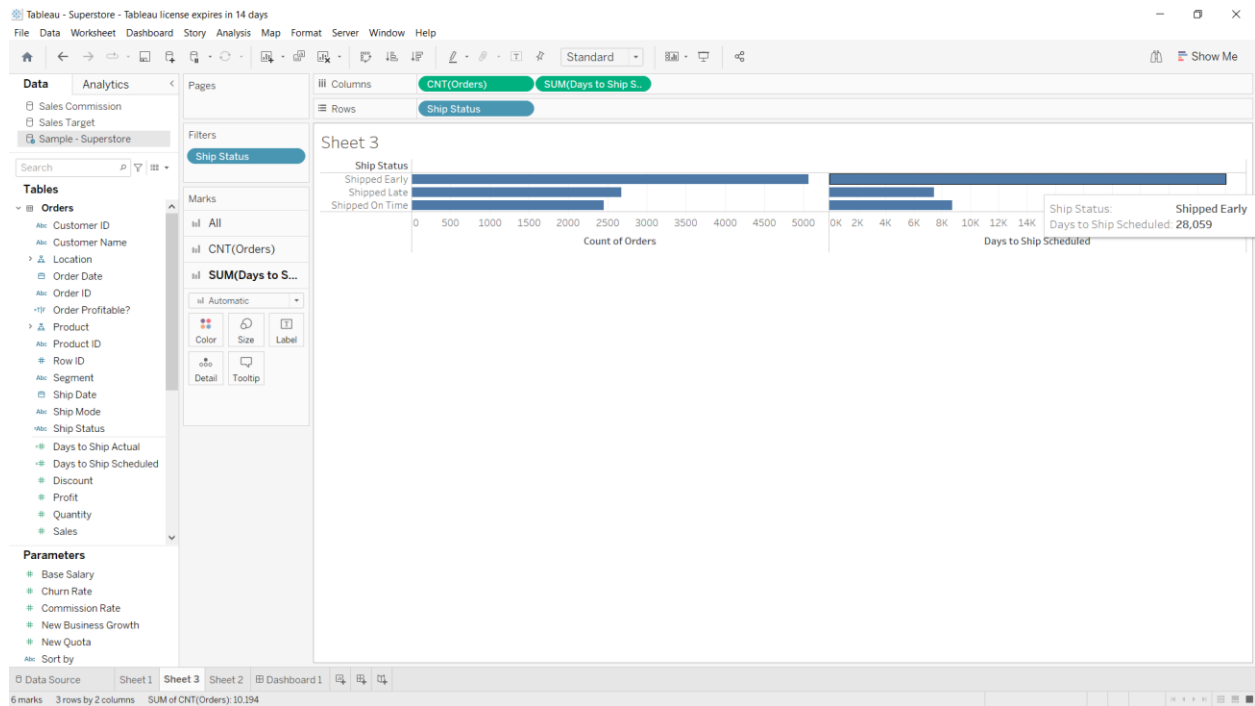 Tableau - Superstore - Tableau license expires in 14 days
File Data Worksheet Dashboard Story Analysis Map Format Server Window Help
Standard
Show Me
Data Analytics
Sales Commission
Sales Target
Sample - Superstore
Search
Tables
Orders
Abc Customer ID
Abc Customer Name
Location
Order Date
Abc Order ID
Order Profitable?
Product
Abc Product ID
# Row ID
Abc Segment
Ship Date
Abc Ship Mode
Abc Ship Status
# Days to Ship Actual
# Days to Ship Scheduled
# Discount
# Profit
# Quantity
# Sales
Parameters
# Base Salary
# Churn Rate
# Commission Rate
# New Business Growth
# New Quota
Abc Sort by
Pages
Filters
Ship Status
Marks
All
CNT(Orders)
SUM(Days to S...
Automatic
Color Size Label
Detail Tooltip
Columns CNT(Orders) SUM(Days to Ship S..
Rows Ship Status
Sheet 3
Ship Status
Shipped Early
Shipped Late
Shipped On Time
0 500 1000 1500 2000 2500 3000 3500 4000 4500 5000
Count of Orders
0K 2K 4K 6K 8K 10K 12K 14K
Days to Ship Scheduled
Ship Status: Shipped Early
Days to Ship Scheduled: 28,059
Data Source Sheet 1 Sheet 3 Sheet 2 Dashboard 1
6 marks 3 rows by 2 columns SUM of CNT(Orders): 10,194